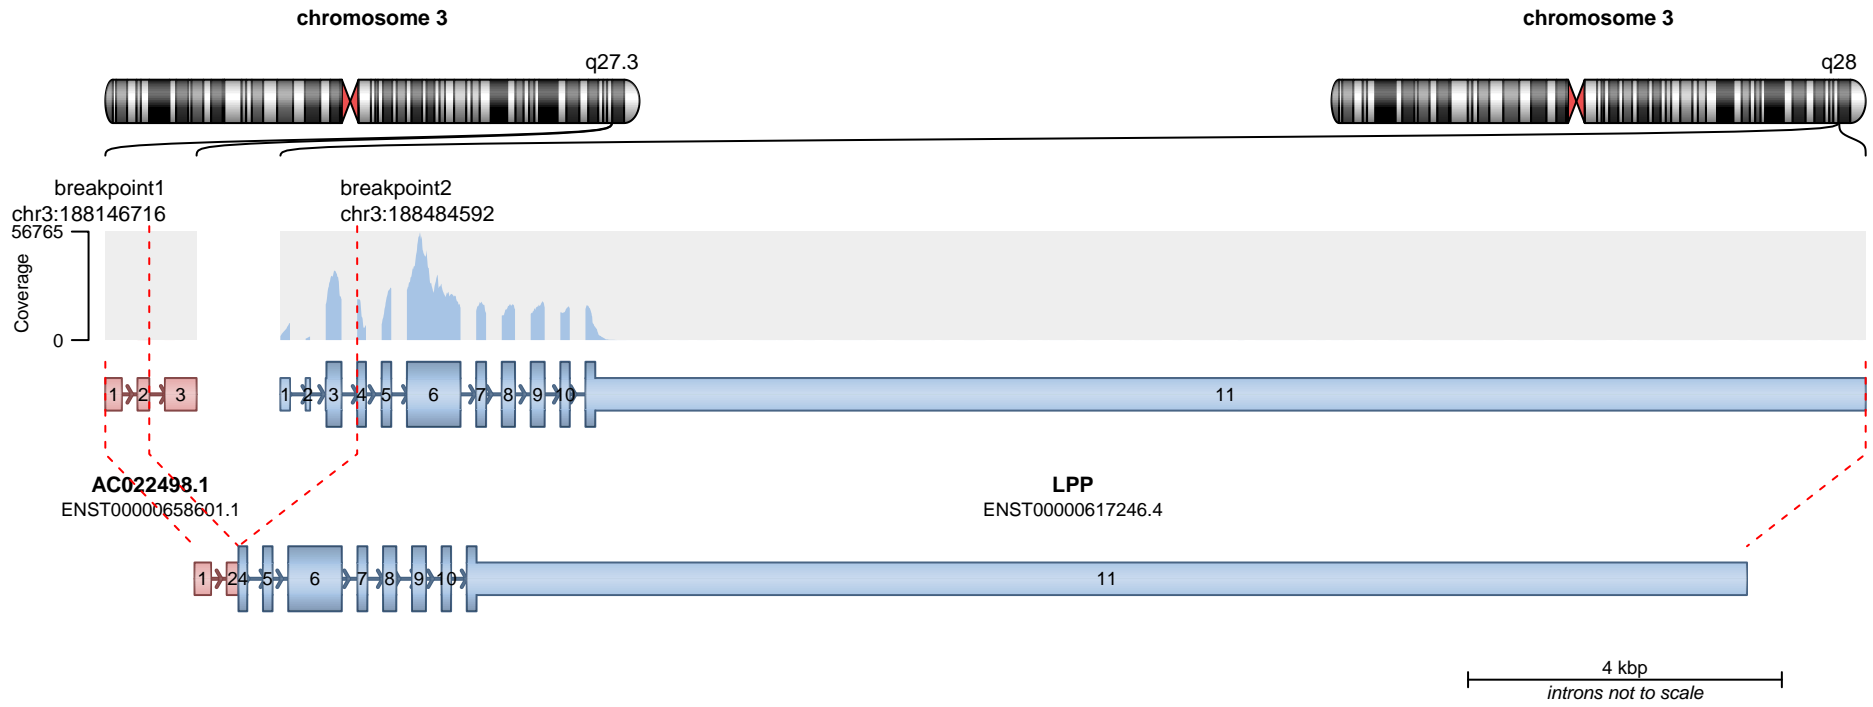 chromosome 3
chromosome 3
q27.3
q28
breakpoint1
chr3:188146716
breakpoint2
chr3:188484592
56765
Coverage
0
1 2 3
1 2 3 4 5 6 7 8 9 10 11
AC022498.1
ENST00000658601.1
LPP
ENST00000617246.4
1 2 4 5 6 7 8 9 10 11
4 kbp
introns not to scale